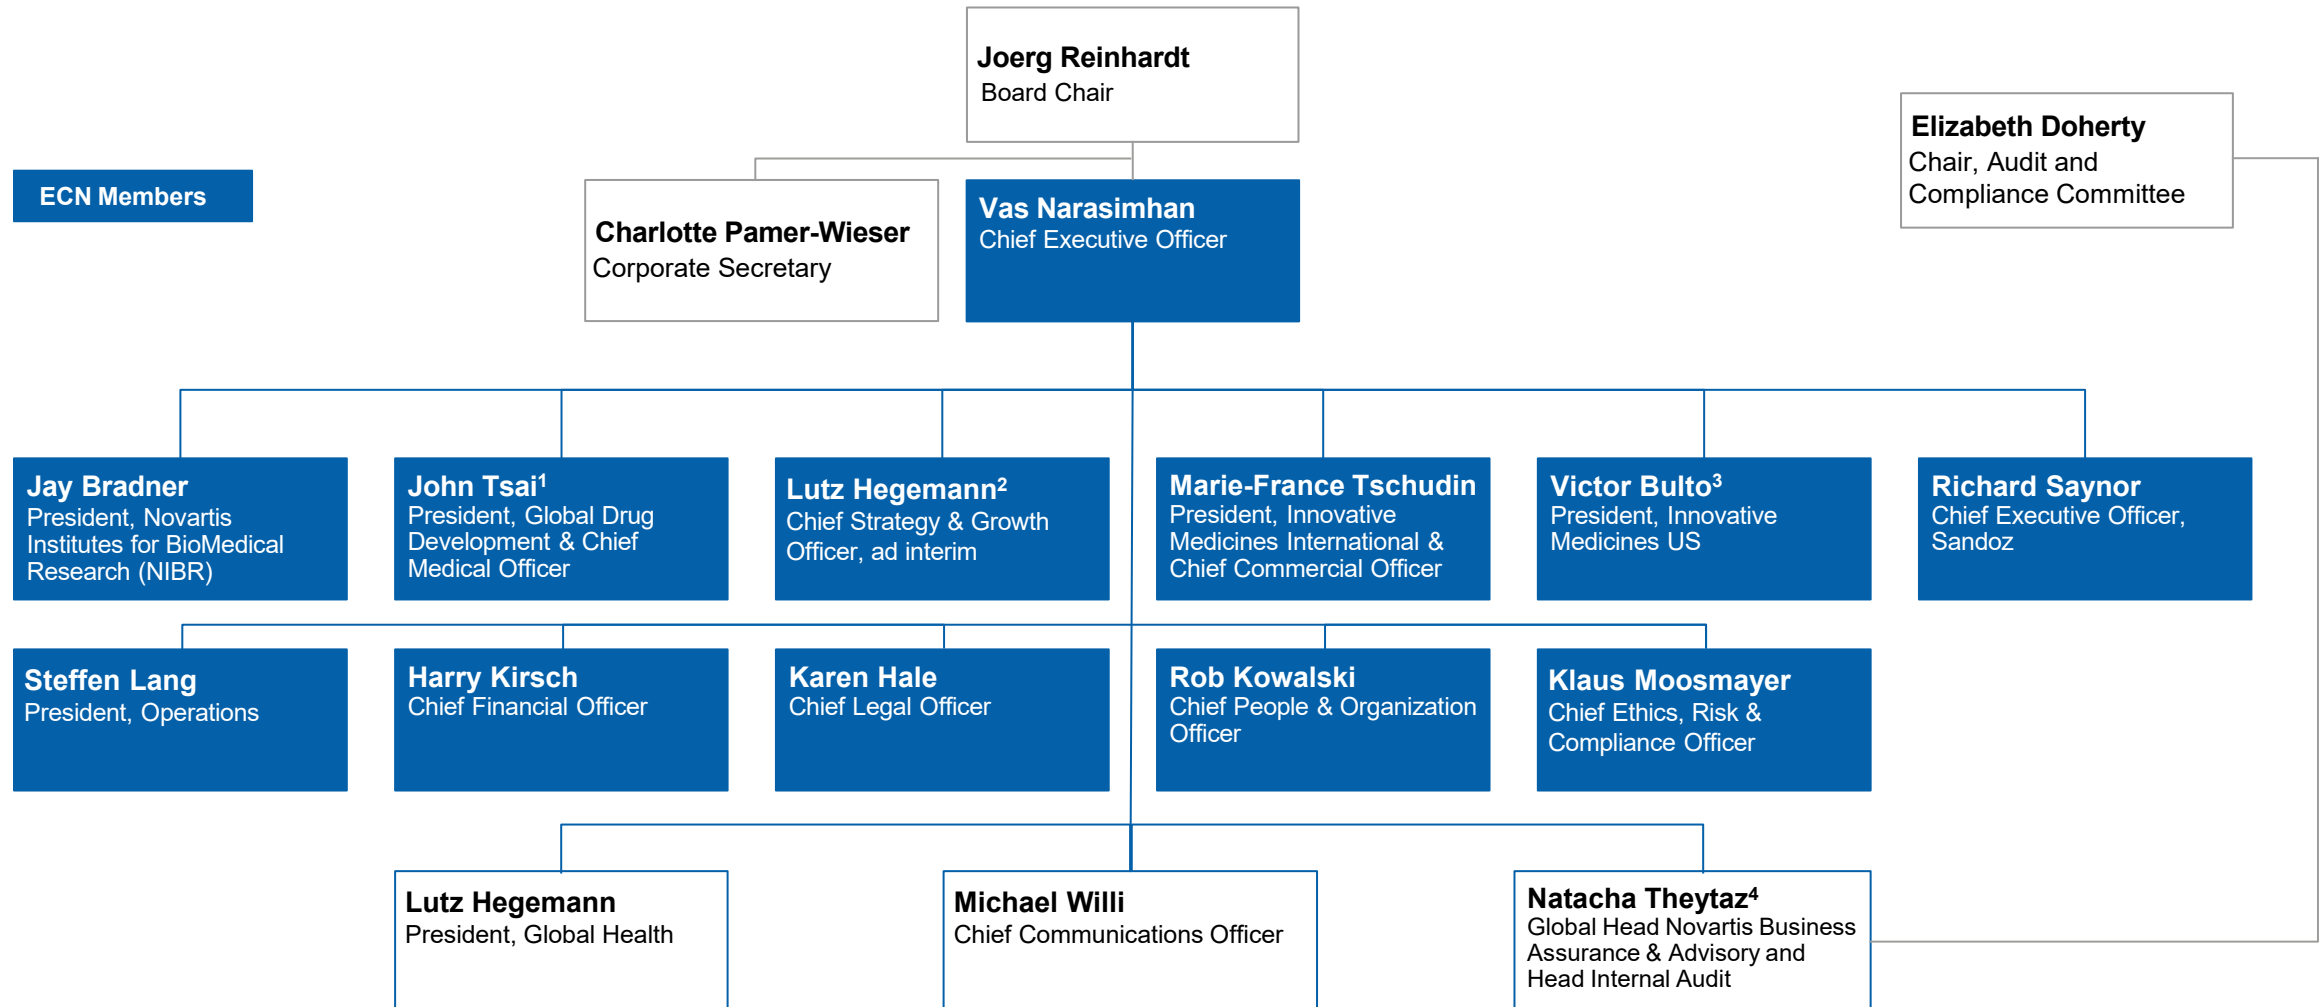 Joerg Reinhardt
Board Chair
Elizabeth Doherty
Chair, Audit and
Compliance Committee
ECN Members
Charlotte Pamer-Wieser
Corporate Secretary
Vas Narasimhan
Chief Executive Officer
Jay Bradner
President, Novartis
Institutes for BioMedical
Research (NIBR)
John Tsai¹
President, Global Drug
Development & Chief
Medical Officer
Lutz Hegemann²
Chief Strategy & Growth
Officer, ad interim
Marie-France Tschudin
President, Innovative
Medicines International &
Chief Commercial Officer
Victor Bulto³
President, Innovative
Medicines US
Richard Saynor
Chief Executive Officer,
Sandoz
Steffen Lang
President, Operations
Harry Kirsch
Chief Financial Officer
Karen Hale
Chief Legal Officer
Rob Kowalski
Chief People & Organization
Officer
Klaus Moosmayer
Chief Ethics, Risk &
Compliance Officer
Lutz Hegemann
President, Global Health
Michael Willi
Chief Communications Officer
Natacha Theytaz⁴
Global Head Novartis Business
Assurance & Advisory and
Head Internal Audit